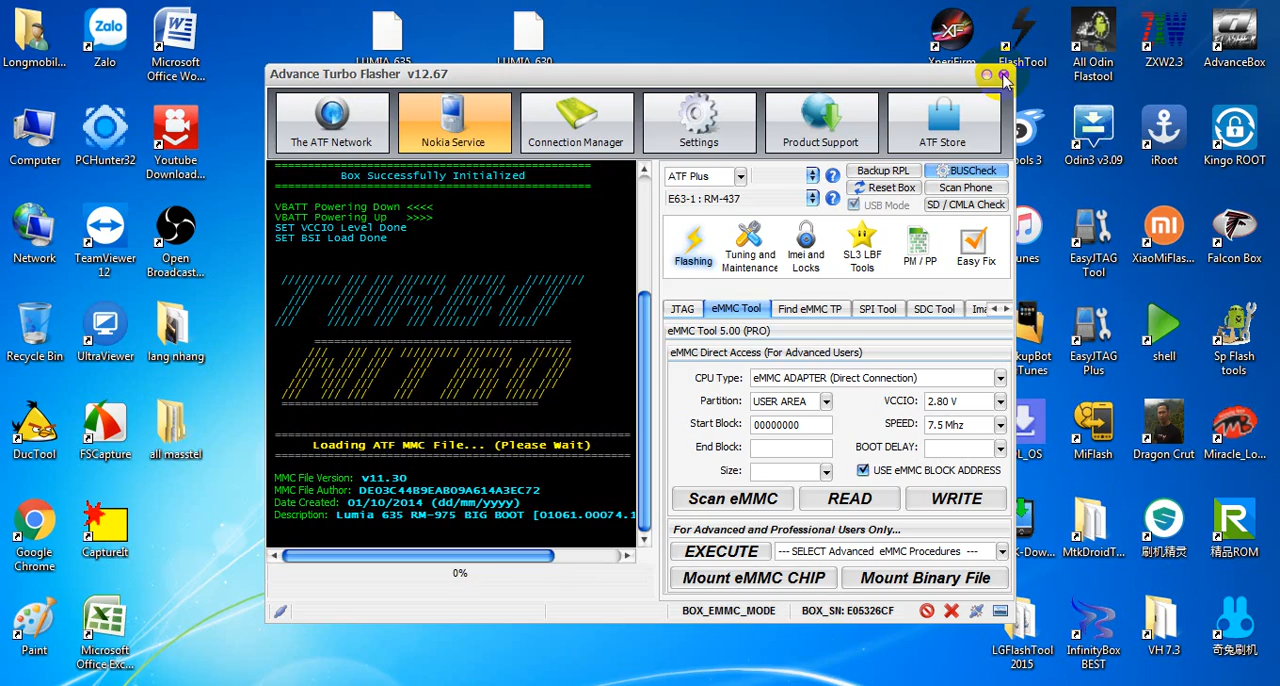 Longmobil...
Zalo
Microsoft
Office Wo...
LUMIA_635
LUMIA_630
XperiFirm
FlashTool
All Odin
Flastool
ZXW2.3
AdvanceBox
Computer
PCHunter32
Youtube
Download...
Odin3 v3.09
iRoot
Kingo ROOT
Network
TeamViewer
12
Open
Broadcast...
EasyJTAG
Tool
XiaoMiFlas...
Falcon Box
Recycle Bin
UltraViewer
lang nhang
EasyJTAG
Plus
shell
Sp Flash
tools
DucTool
FSCapture
all masstel
MiFlash
Dragon Crut
Miracle_Lo...
Google
Chrome
CaptureIt
MtkDroidT...
刷机精灵
精品ROM
Paint
Microsoft
Office Exc...
LGFlashTool
2015
InfinityBox
BEST
VH 7.3
奇兔刷机
Advance Turbo Flasher v12.67
The ATF Network
Nokia Service
Connection Manager
Settings
Product Support
ATF Store
Box Successfully Initialized
VBATT Powering Down <<<<
VBATT Powering Up >>>>
SET VCCIO Level Done
SET BSI Load Done
TURBO
NITRO
Loading ATF MMC File... (Please Wait)
MMC File Version: v11.30
MMC File Author: DE03C44B9EAB09A614A3EC72
Date Created: 01/10/2014 (dd/mm/yyyy)
Description: Lumia 635 RM-975 BIG BOOT [01061.00074.1
0%
ATF Plus
Backup RPL
BUSCheck
Reset Box
Scan Phone
E63-1 : RM-437
USB Mode
SD / CMLA Check
Flashing
Tuning and
Maintenance
Imei and
Locks
SL3 LBF
Tools
PM / PP
Easy Fix
JTAG
eMMC Tool
Find eMMC TP
SPI Tool
SDC Tool
Ima
eMMC Tool 5.00 (PRO)
eMMC Direct Access (For Advanced Users)
CPU Type:
eMMC ADAPTER (Direct Connection)
Partition:
USER AREA
VCCIO:
2.80 V
Start Block:
00000000
SPEED:
7.5 Mhz
End Block:
BOOT DELAY:
Size:
USE eMMC BLOCK ADDRESS
Scan eMMC
READ
WRITE
For Advanced and Professional Users Only...
EXECUTE
--- SELECT Advanced eMMC Procedures ---
Mount eMMC CHIP
Mount Binary File
BOX_EMMC_MODE
BOX_SN: E05326CF